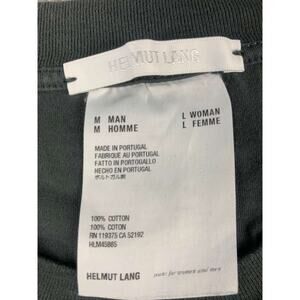 HELMUT LANG
M MAN L WOMAN
M HOMME L FEMME
MADE IN PORTUGAL
FABRIQUÉ AU PORTUGAL
FATTO IN PORTOGALLO
HECHO EN PORTUGAL
ポルトガル製
100% COTTON
100% COTON
RN 119375 CA 52192
HLM45865
HELMUT LANG made for women and men